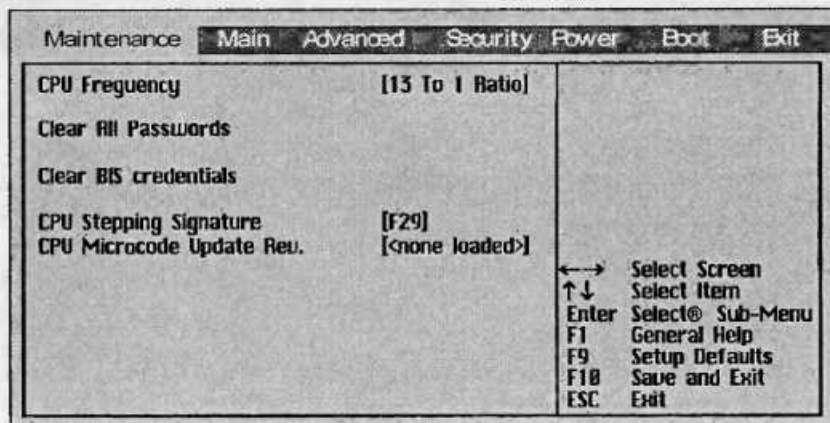 Maintenance Main Advanced Security Power Boot Exit
CPU Frequency [13 To 1 Ratio]
Clear All Passwords
Clear BIS credentials
CPU Stepping Signature [F29]
CPU Microcode Update Rev. [<none loaded>]
←→ Select Screen
↑↓ Select Item
Enter Select® Sub-Menu
F1 General Help
F9 Setup Defaults
F10 Save and Exit
ESC Exit